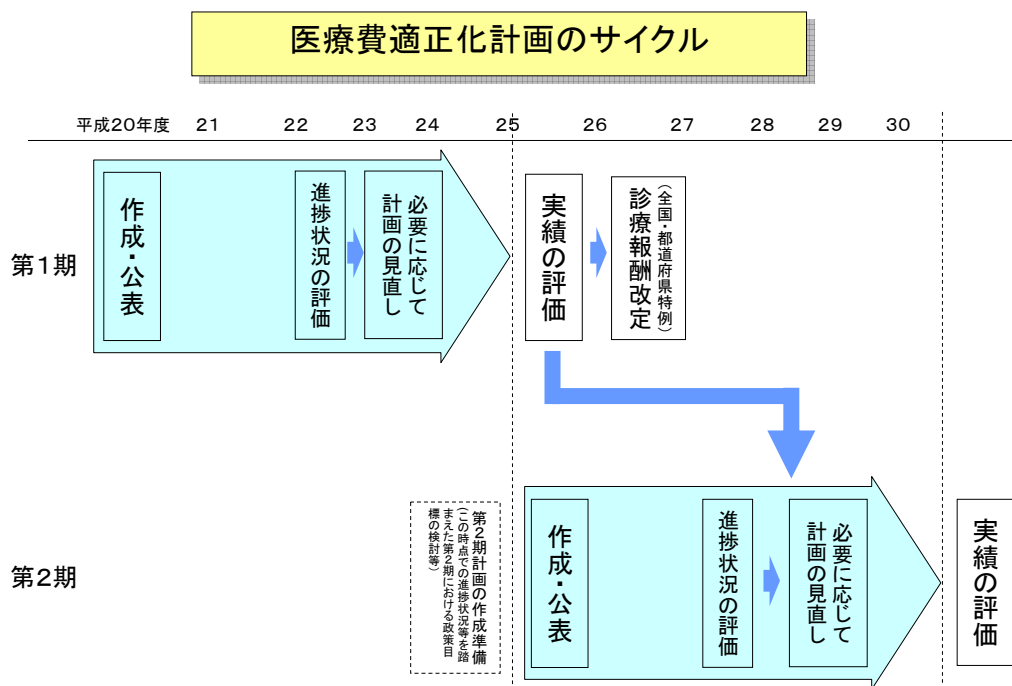 医療費適正化計画のサイクル
平成20年度 21 22 23 24 25 26 27 28 29 30
第1期
作成・公表
進捗状況の評価
必要に応じて
計画の見直し
実績の評価
(全国・都道府県特例)
診療報酬改定
第2期
第2期計画の作成準備
(この時点での進捗状況等を踏
まえた第2期における政策目
標の検討等)
作成・公表
進捗状況の評価
必要に応じて
計画の見直し
実績の評価